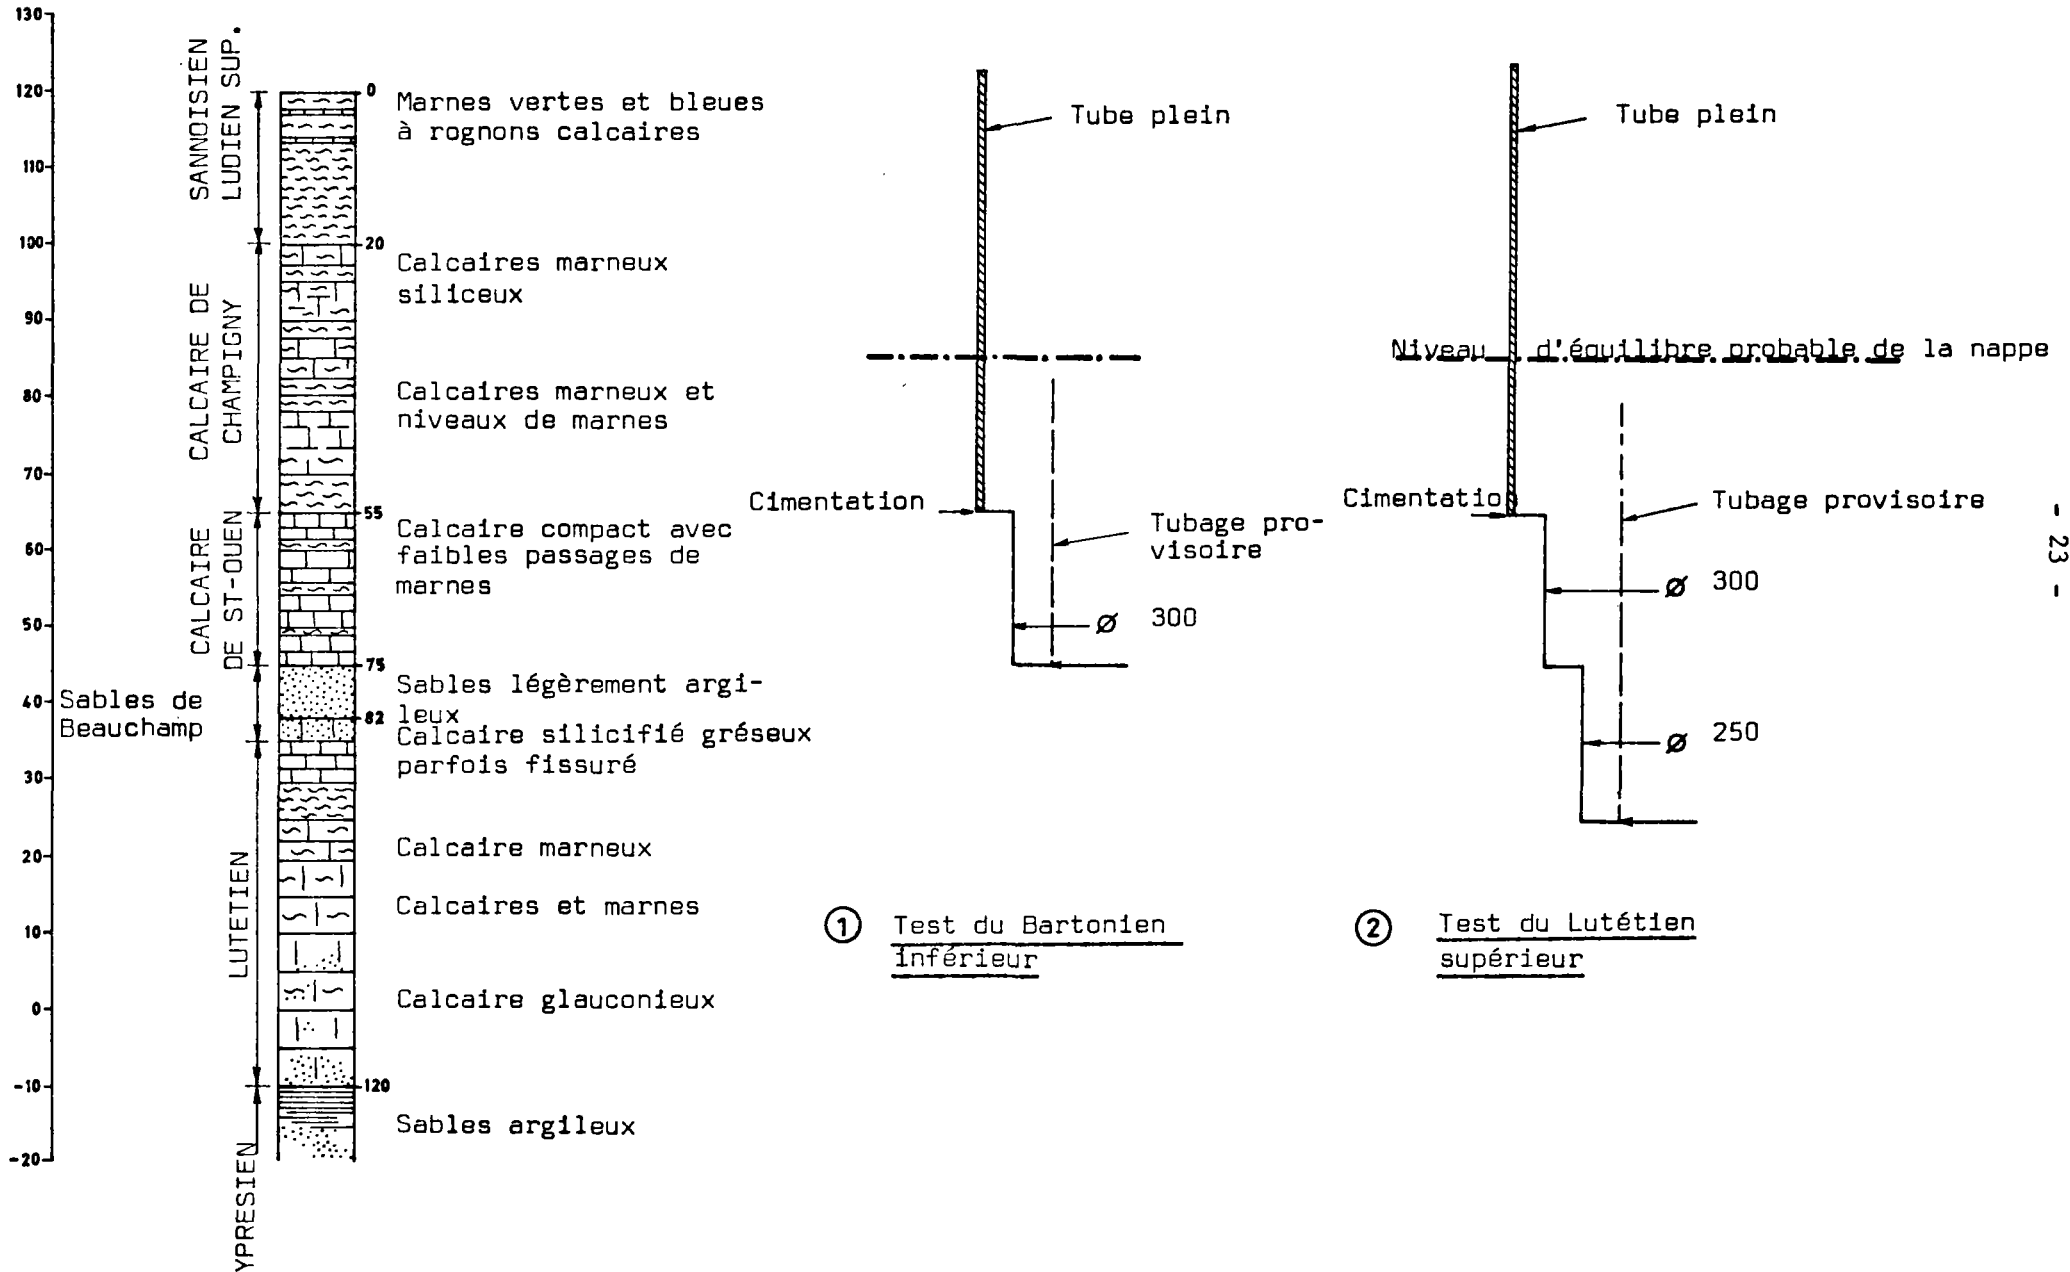 130
120
110
100
90
80
70
60
50
40
30
20
10
0
-10
-20
SANNOISIEN
LUDIEN SUP.
CALCAIRE DE
CHAMPIGNY
CALCAIRE
DE ST-OUEN
Sables de
Beauchamp
LUTETIEN
YPRESIEN
0
20
55
75
82
120
Marnes vertes et bleues
à rognons calcaires
Calcaires marneux
siliceux
Calcaires marneux et
niveaux de marnes
Calcaire compact avec
faibles passages de
marnes
Sables légèrement argi-
leux
Calcaire silicifié gréseux
parfois fissuré
Calcaire marneux
Calcaires et marnes
Calcaire glauconieux
Sables argileux
Tube plein
Cimentation
Tubage pro-
visoire
Ø 300
① Test du Bartonien
inférieur
Tube plein
Niveau d'équilibre probable de la nappe
Cimentatio
Tubage provisoire
Ø 300
Ø 250
② Test du Lutétien
supérieur
- 23 -